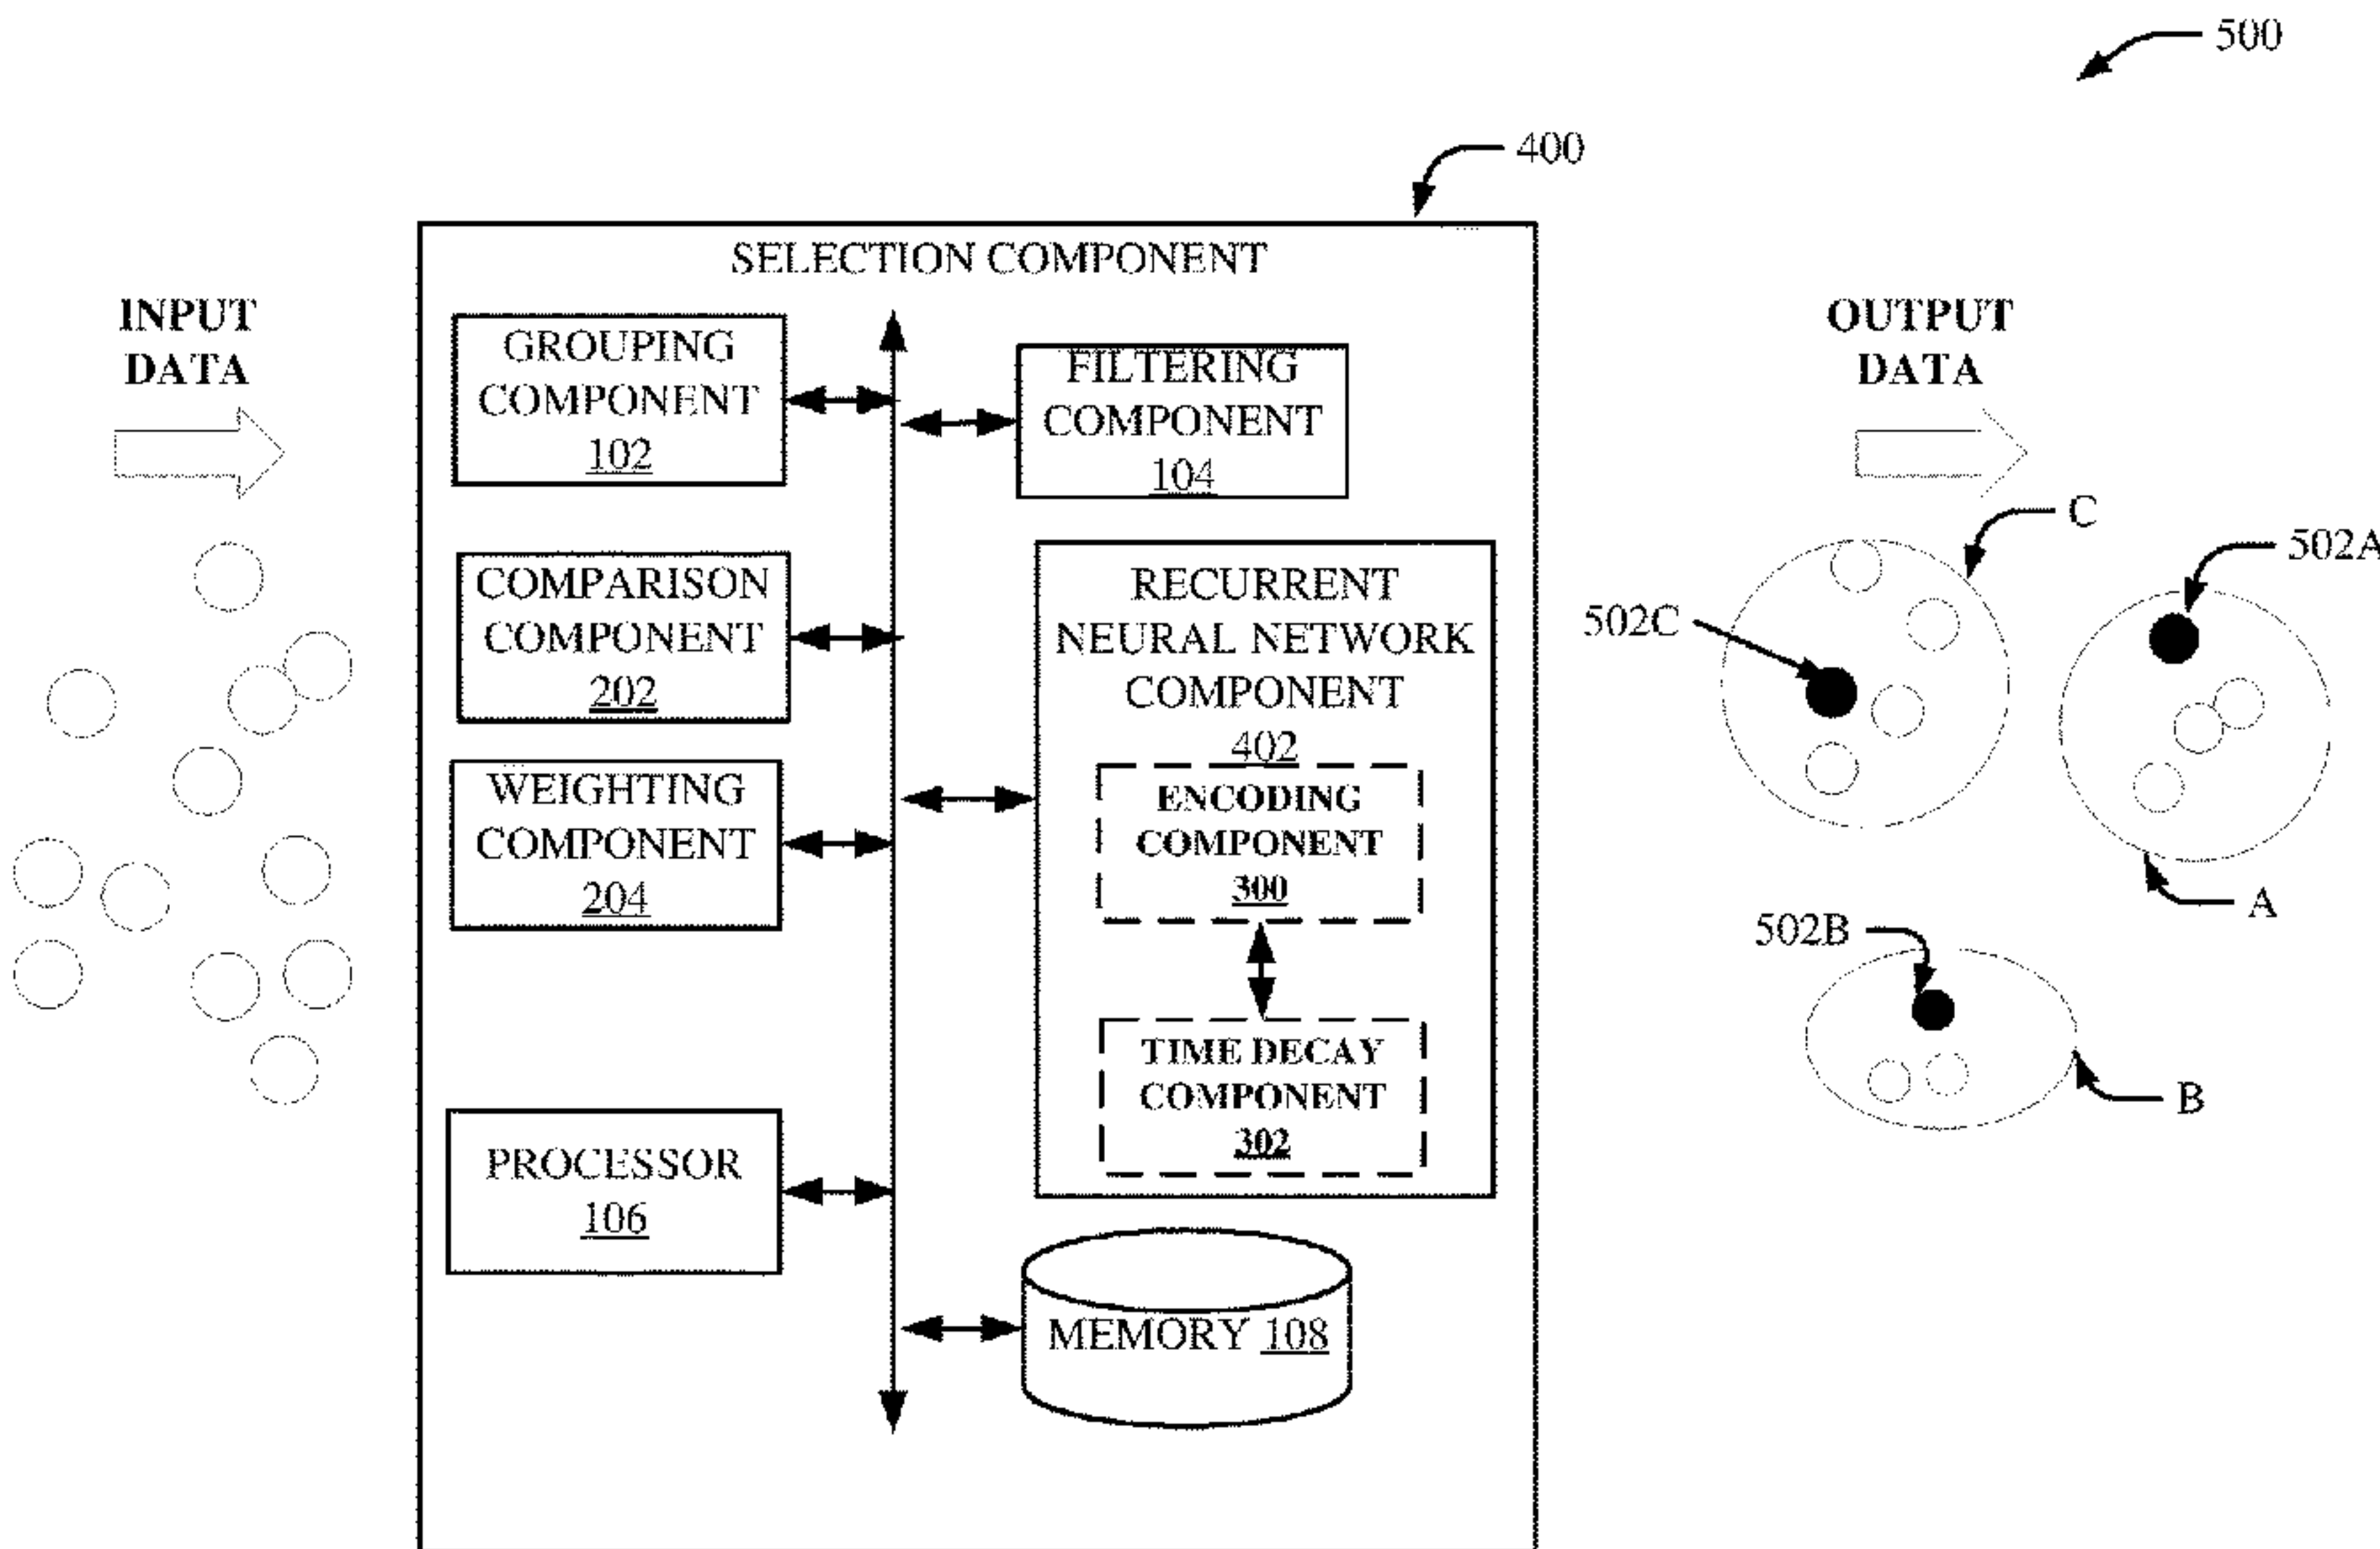 500
400
SELECTION COMPONENT
INPUT
DATA
GROUPING
COMPONENT
102
FILTERING
COMPONENT
104
COMPARISON
COMPONENT
202
WEIGHTING
COMPONENT
204
PROCESSOR
106
RECURRENT
NEURAL NETWORK
COMPONENT
402
ENCODING
COMPONENT
300
TIME DECAY
COMPONENT
302
MEMORY 108
OUTPUT
DATA
C
502A
502C
A
502B
B